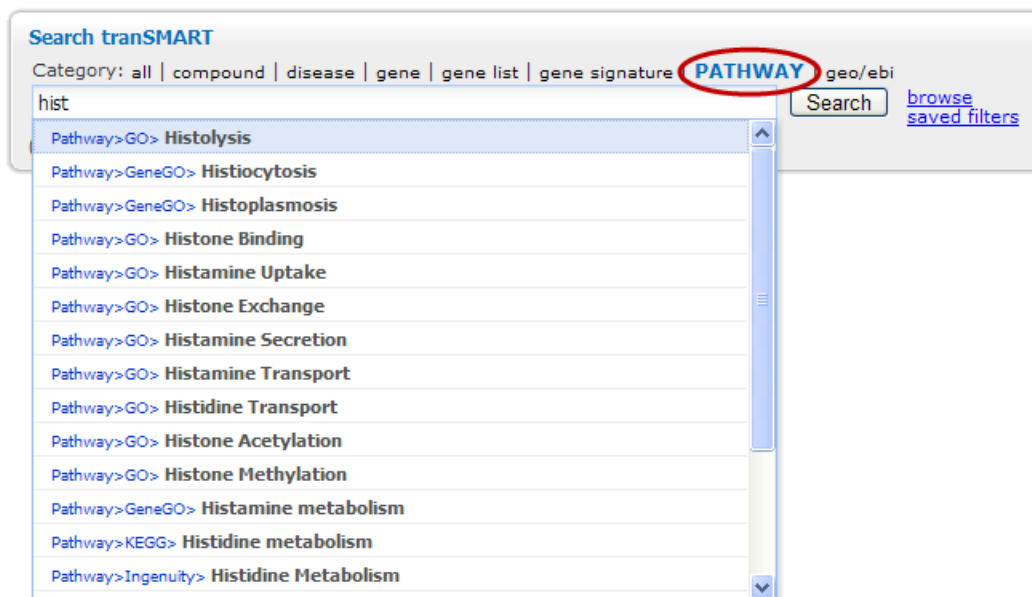 Search tranSMART
Category: all | compound | disease | gene | gene list | gene signature PATHWAY | geo/ebi
hist
Search
browse
saved filters
Pathway>GO> Histolysis
Pathway>GeneGO> Histiocytosis
Pathway>GeneGO> Histoplasmosis
Pathway>GO> Histone Binding
Pathway>GO> Histamine Uptake
Pathway>GO> Histone Exchange
Pathway>GO> Histamine Secretion
Pathway>GO> Histamine Transport
Pathway>GO> Histidine Transport
Pathway>GO> Histone Acetylation
Pathway>GO> Histone Methylation
Pathway>GeneGO> Histamine metabolism
Pathway>KEGG> Histidine metabolism
Pathway>Ingenuity> Histidine Metabolism